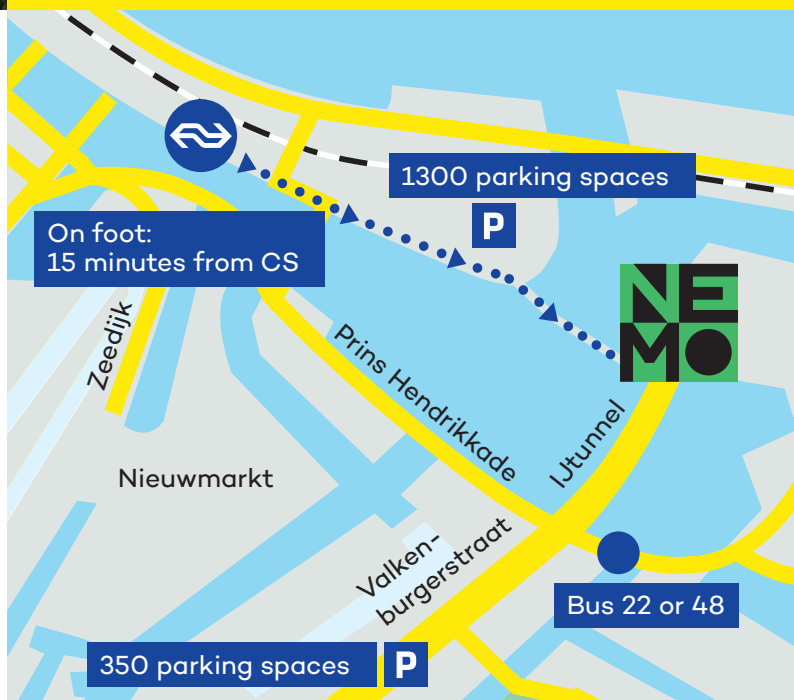 1300 parking spaces
P
On foot:
15 minutes from CS
NE
MO
Zeedijk
Prins Hendrikkade
IJtunnel
Nieuwmarkt
Valken-
burgerstraat
Bus 22 or 48
350 parking spaces P